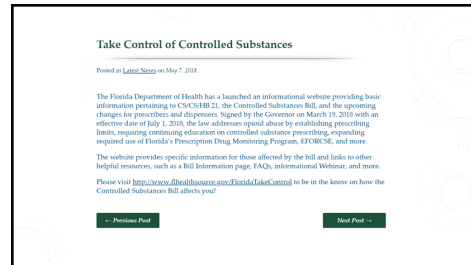 Take Control of Controlled Substances
Posted in Latest News on May 7, 2018.
The Florida Department of Health has a launched an informational website providing basic
information pertaining to CS/CS/HB 21, the Controlled Substances Bill, and the upcoming
changes for prescribers and dispensers. Signed by the Governor on March 19, 2018 with an
effective date of July 1, 2018, the law addresses opioid abuse by establishing prescribing
limits, requiring continuing education on controlled substance prescribing, expanding
required use of Florida's Prescription Drug Monitoring Program, EFORCSE, and more.
The website provides specific information for those affected by the bill and links to other
helpful resources, such as a Bill Information page, FAQs, informational Webinar, and more.
Please visit http://www.flhealthsource.gov/FloridaTakeControl to be in the know on how the
Controlled Substances Bill affects you!
← Previous Post
Next Post →